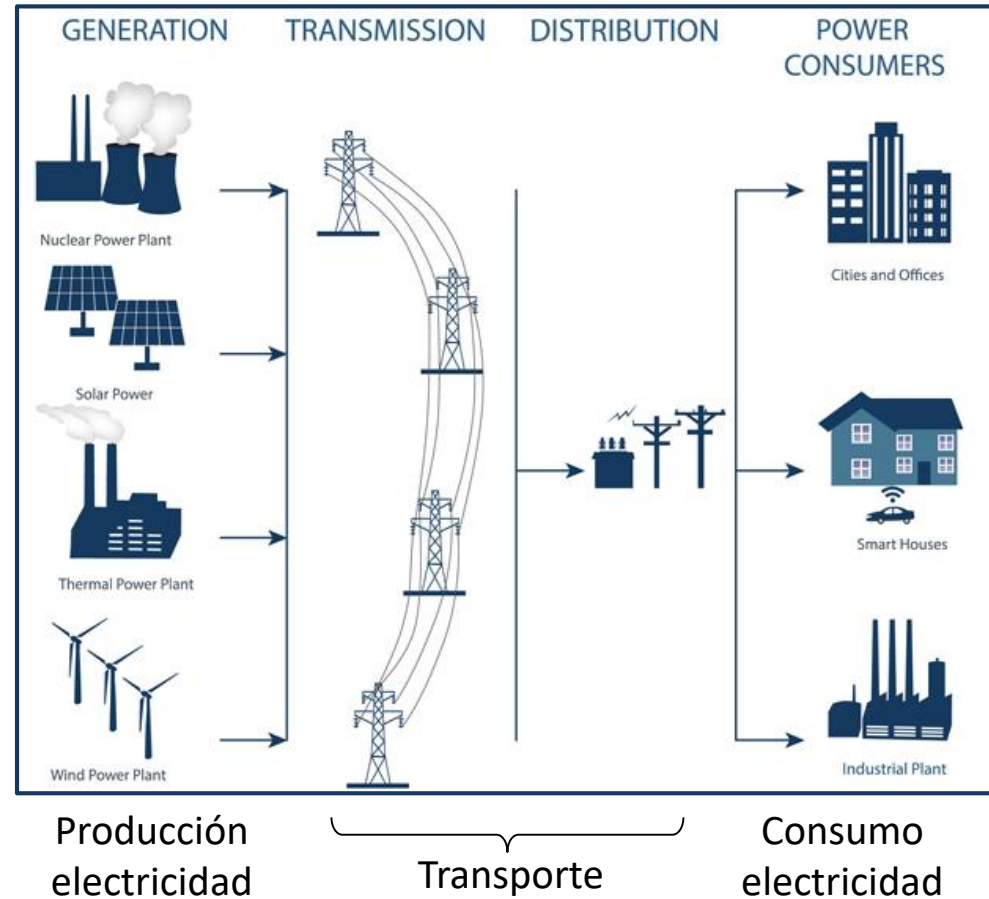 GENERATION
TRANSMISSION
DISTRIBUTION
POWER
CONSUMERS
Nuclear Power Plant
Solar Power
Thermal Power Plant
Wind Power Plant
Cities and Offices
Smart Houses
Industrial Plant
Producción
electricidad
Transporte
Consumo
electricidad